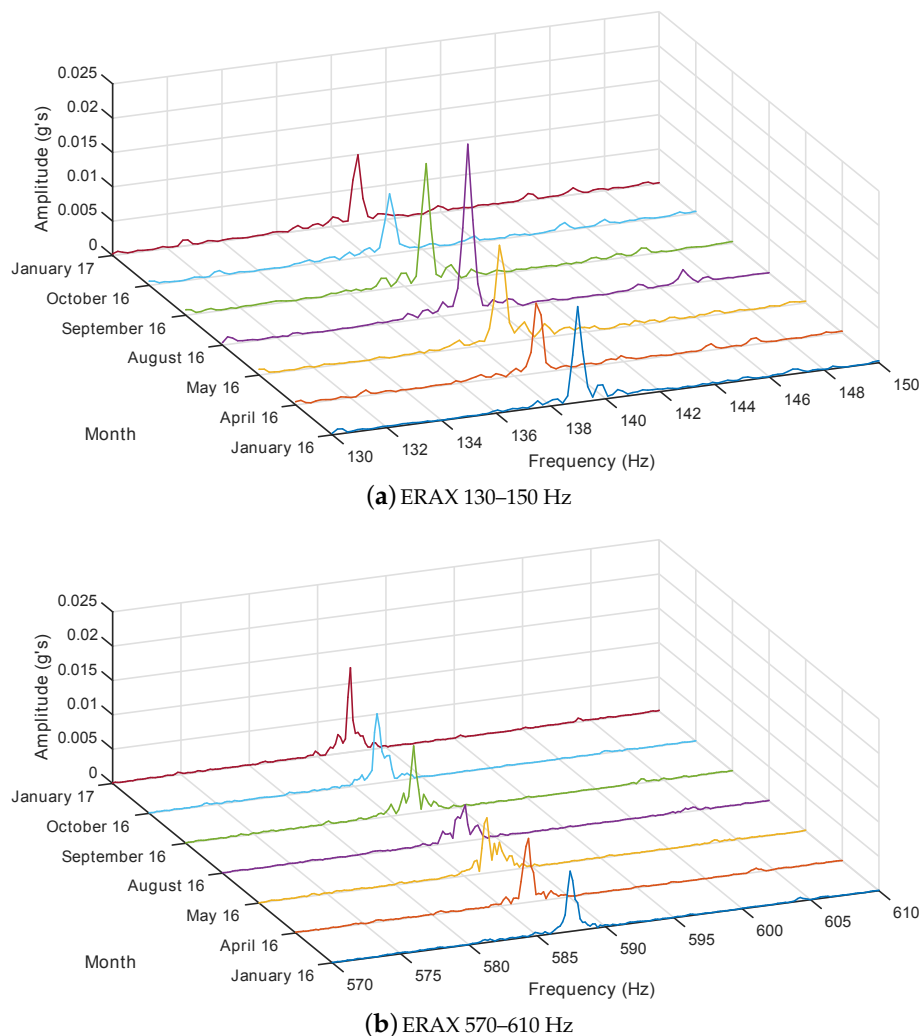 0.025
0.02
0.015
0.01
0.005
0
Amplitude (g's)
January 17
October 16
September 16
August 16
May 16
April 16
January 16
Month
130
132
134
136
138
140
142
144
146
148
150
Frequency (Hz)
(a) ERAX 130–150 Hz
0.025
0.02
0.015
0.01
0.005
0
Amplitude (g's)
January 17
October 16
September 16
August 16
May 16
April 16
January 16
Month
570
575
580
585
590
595
600
605
610
Frequency (Hz)
(b) ERAX 570–610 Hz